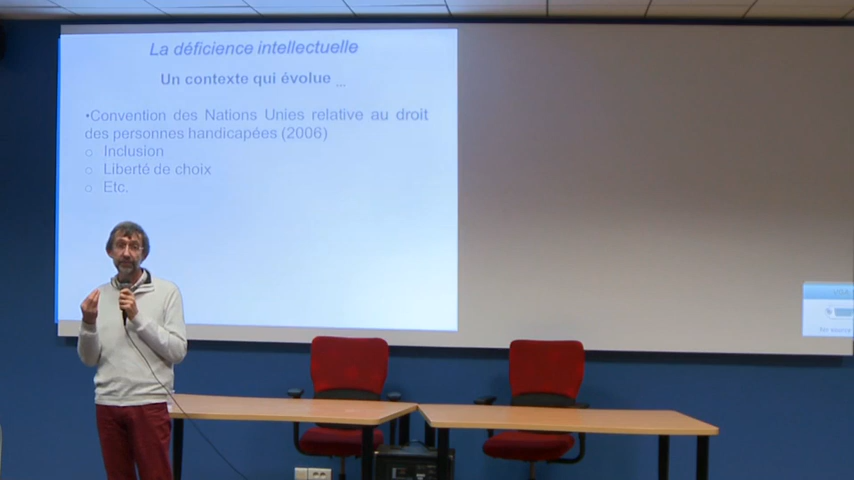 La déficience intellectuelle
Un contexte qui évolue ...
•Convention des Nations Unies relative au droit
des personnes handicapées (2006)
o Inclusion
o Liberté de choix
o Etc.